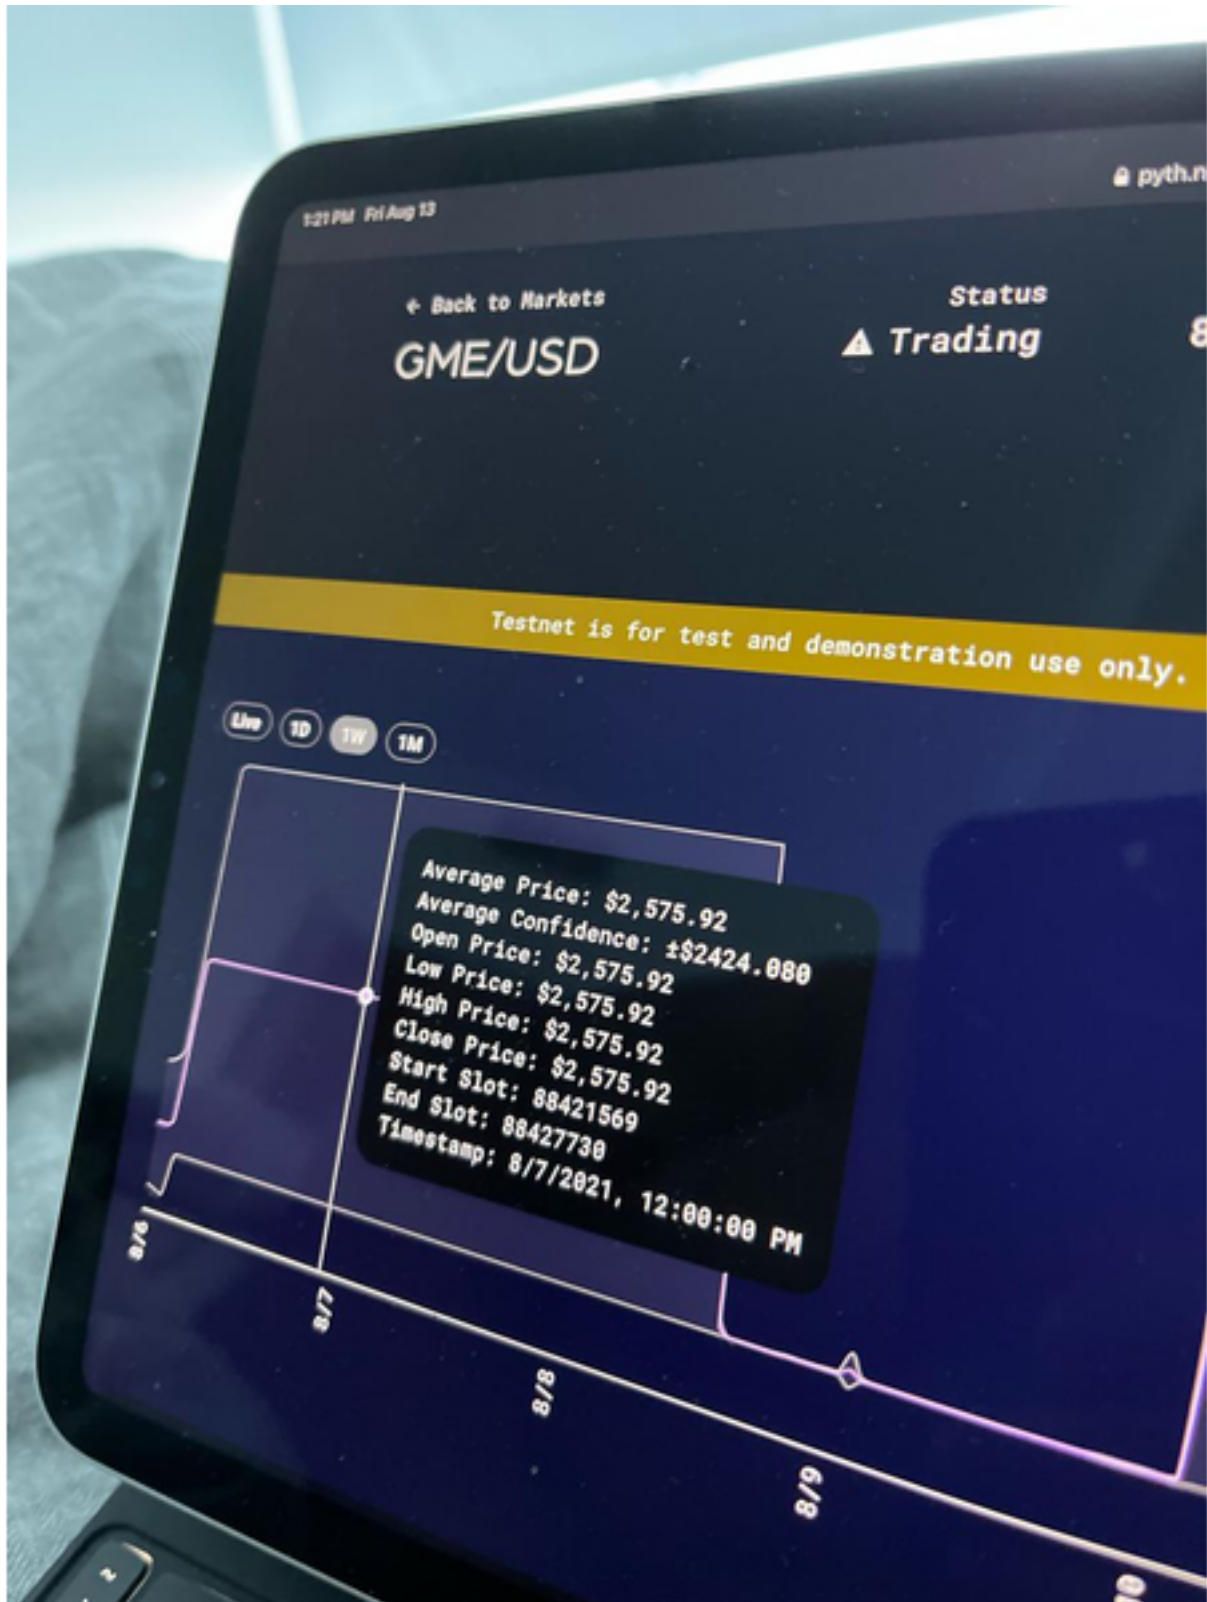 1:21 PM Fri Aug 13
pyth.n
← Back to Markets
GME/USD
Status
Trading
8
Testnet is for test and demonstration use only.
Live 1D 1W 1M
Average Price: $2,575.92
Average Confidence: ±$2424.080
Open Price: $2,575.92
Low Price: $2,575.92
High Price: $2,575.92
Close Price: $2,575.92
Start Slot: 88421569
End Slot: 88427730
Timestamp: 8/7/2021, 12:00:00 PM
8/6
8/7
8/8
8/9